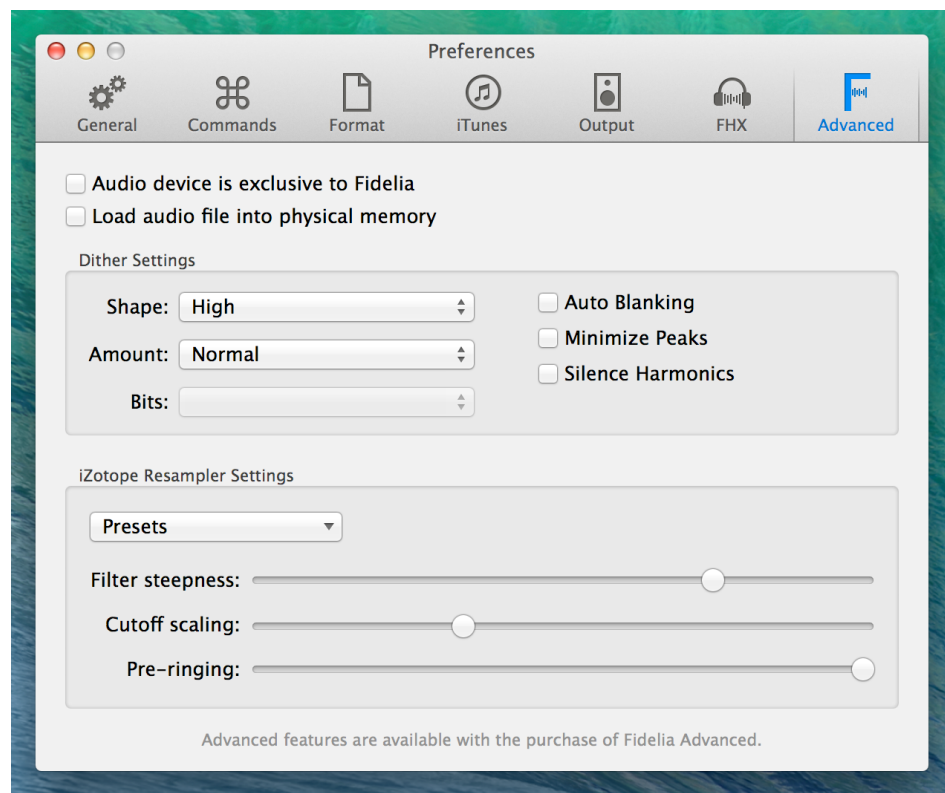 Preferences
General Commands Format iTunes Output FHX Advanced
Audio device is exclusive to Fidelia
Load audio file into physical memory
Dither Settings
Shape: High
Auto Blanking
Amount: Normal
Minimize Peaks
Silence Harmonics
Bits:
iZotope Resampler Settings
Presets
Filter steepness:
Cutoff scaling:
Pre-ringing:
Advanced features are available with the purchase of Fidelia Advanced.